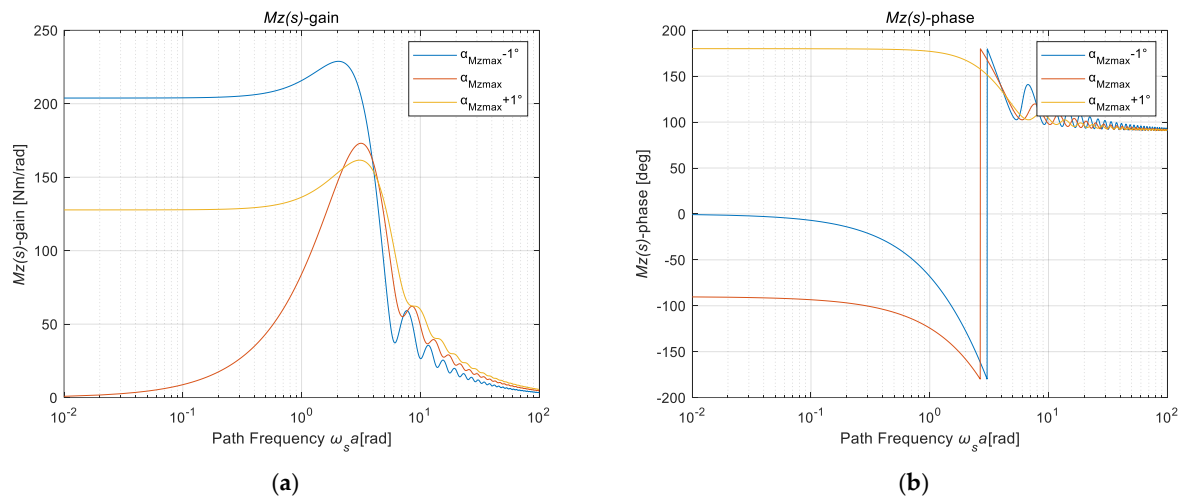 Mz(s)-gain
250
200
150
100
50
0
Mz(s)-gain [Nm/rad]
10^-2
10^-1
10^0
10^1
10^2
Path Frequency ω_s a[rad]
α_Mzmax-1°
α_Mzmax
α_Mzmax+1°
(a)
Mz(s)-phase
200
150
100
50
0
-50
-100
-150
-200
Mz(s)-phase [deg]
10^-2
10^-1
10^0
10^1
10^2
Path Frequency ω_s a[rad]
α_Mzmax-1°
α_Mzmax
α_Mzmax+1°
(b)